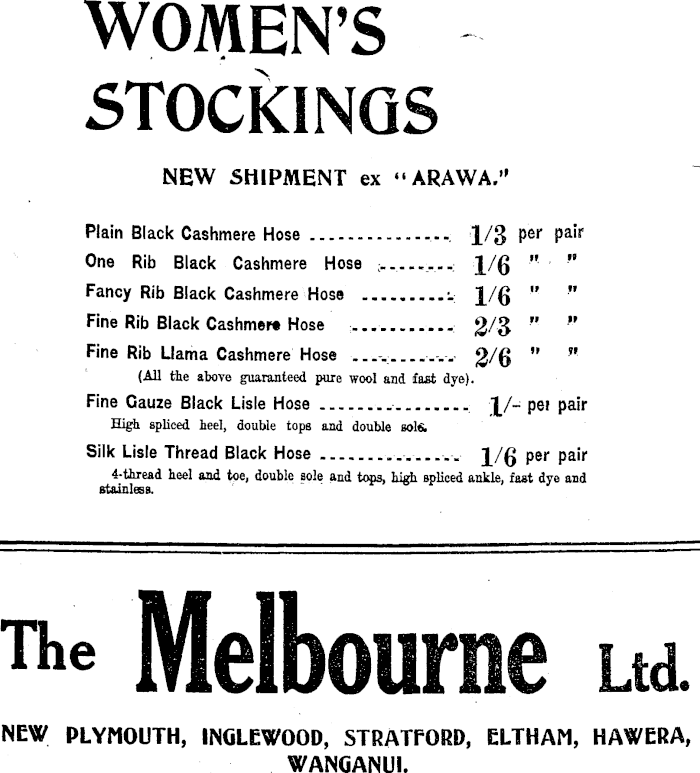 WOMEN'S
STOCKINGS
NEW SHIPMENT ex "ARAWA."
Plain Black Cashmere Hose ................ 1/3 per pair
One Rib Black Cashmere Hose ......... 1/6 " "
Fancy Rib Black Cashmere Hose .......... 1/6 " "
Fine Rib Black Cashmere Hose ........... 2/3 " "
Fine Rib Llama Cashmere Hose ............ 2/6 " "
(All the above guaranteed pure wool and fast dye).
Fine Gauze Black Lisle Hose ................ 1/- per pair
High spliced heel, double tops and double sole.
Silk Lisle Thread Black Hose ............... 1/6 per pair
4-thread heel and toe, double sole and tops, high spliced ankle, fast dye and
stainless.
The Melbourne Ltd.
NEW PLYMOUTH, INGLEWOOD, STRATFORD, ELTHAM, HAWERA,
WANGANUI.